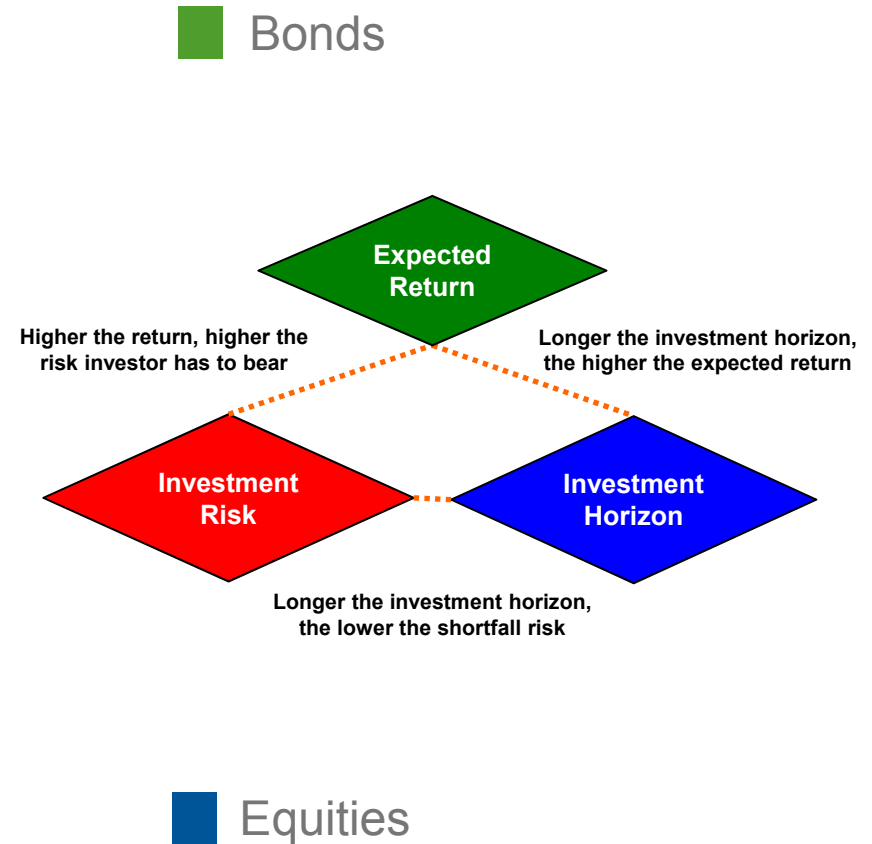 Bonds
Expected
Return
Higher the return, higher the
risk investor has to bear
Longer the investment horizon,
the higher the expected return
Investment
Risk
Investment
Horizon
Longer the investment horizon,
the lower the shortfall risk
Equities